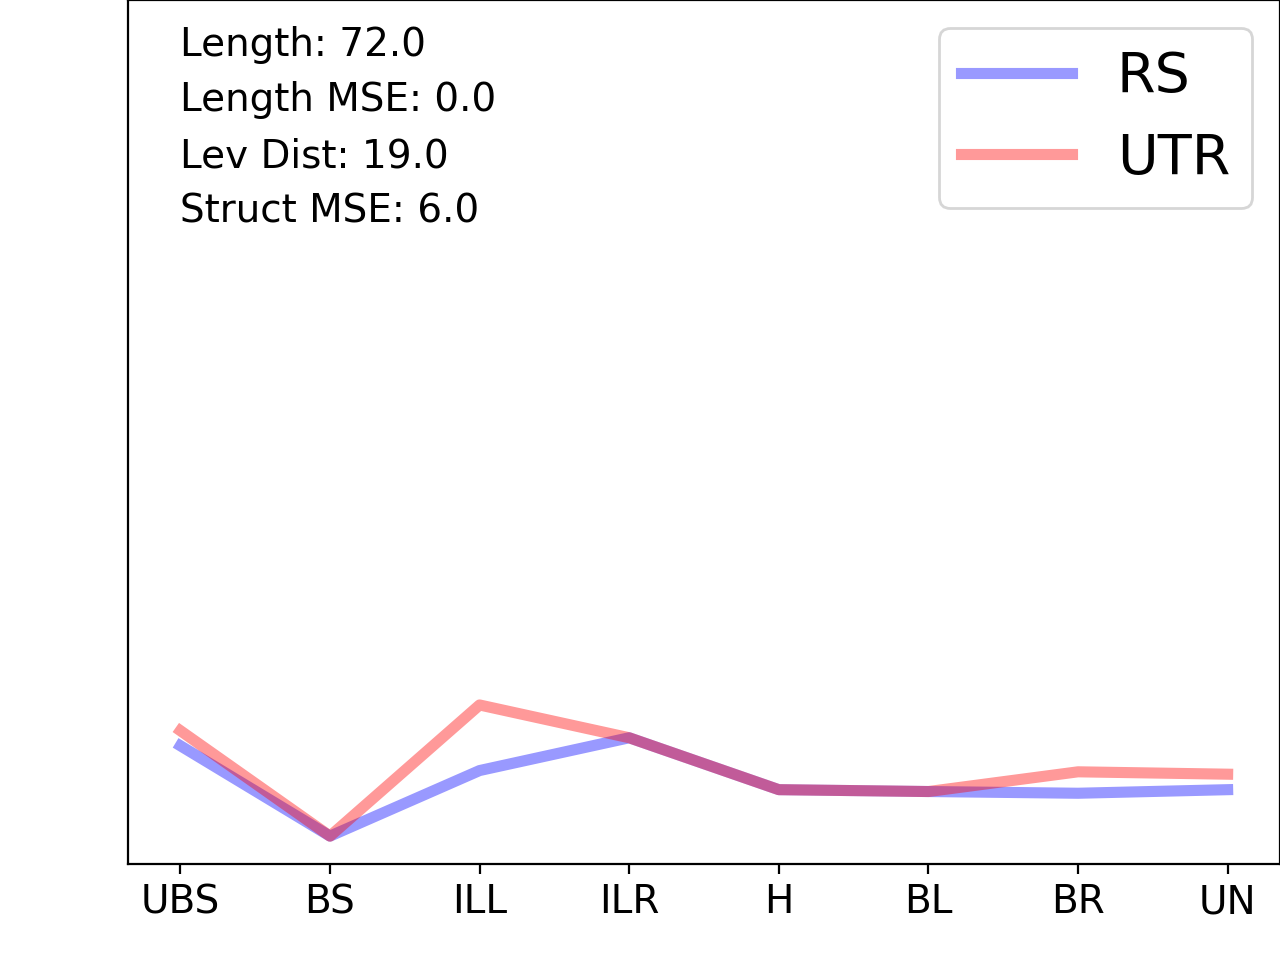 Length: 72.0
Length MSE: 0.0
Lev Dist: 19.0
Struct MSE: 6.0
RS
UTR
UBS BS ILL ILR H BL BR UN